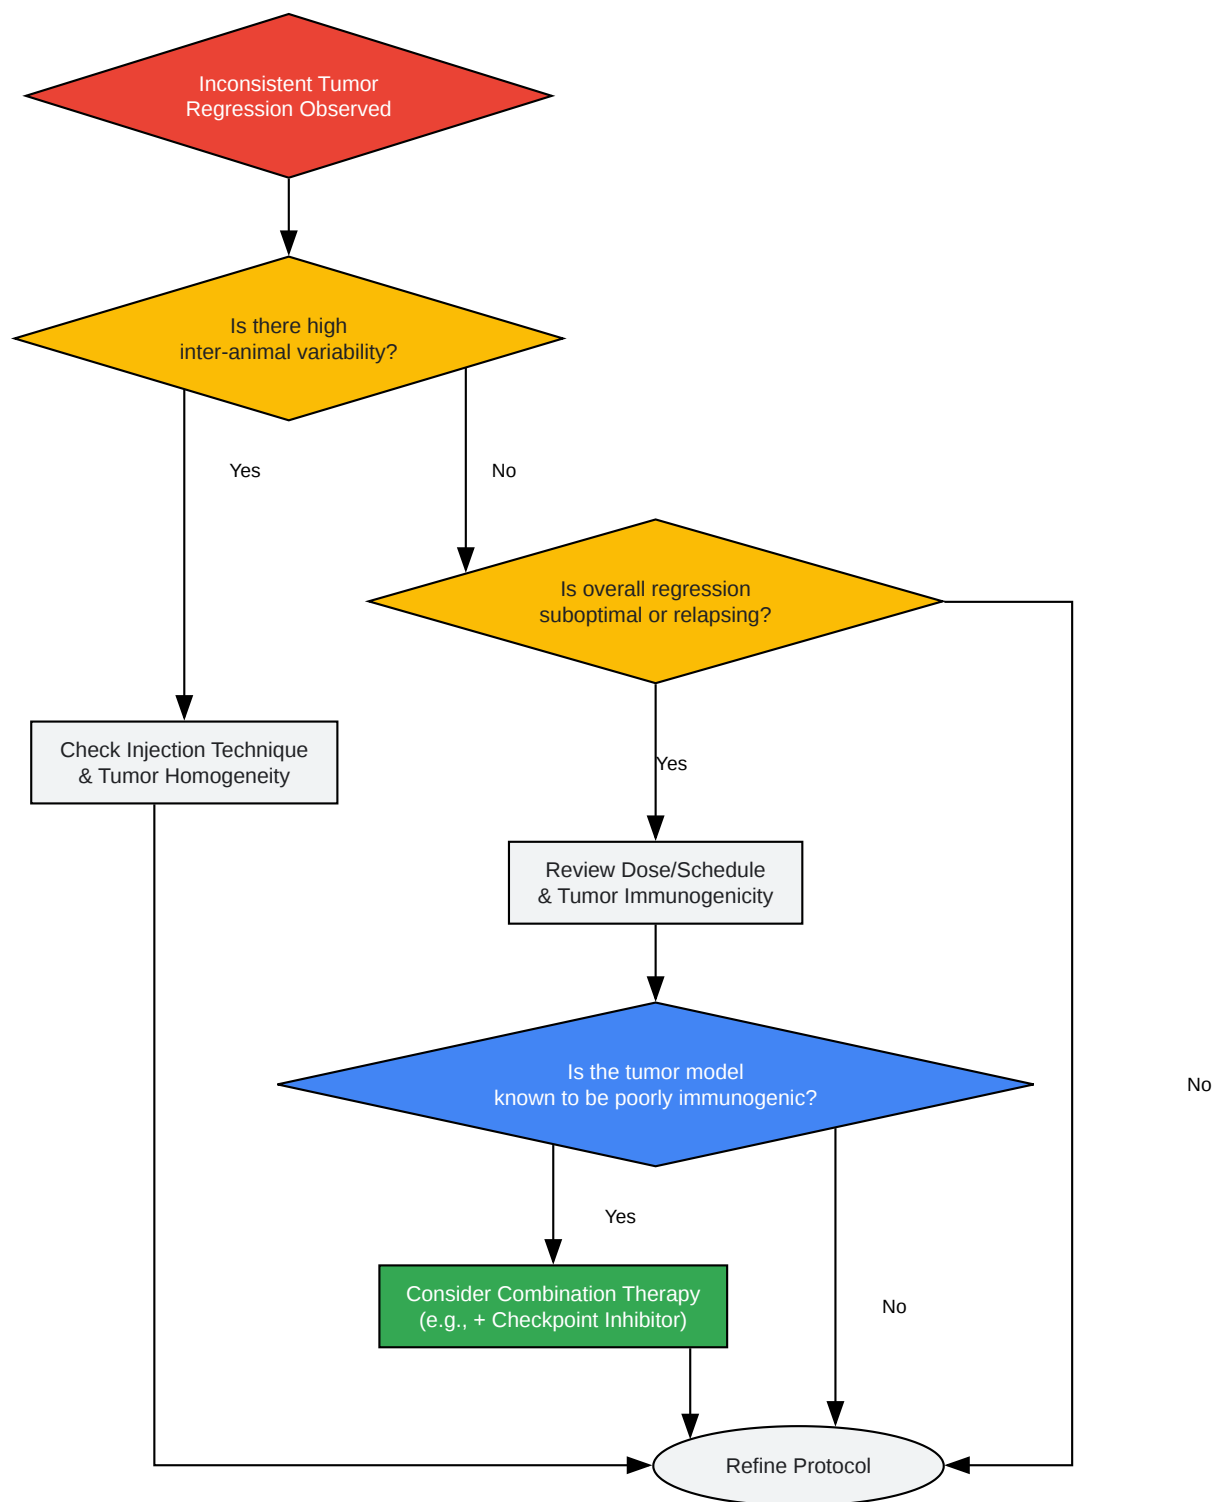 Inconsistent Tumor
Regression Observed
Is there high
inter-animal variability?
Yes
No
Is overall regression
suboptimal or relapsing?
Check Injection Technique
& Tumor Homogeneity
Yes
Review Dose/Schedule
& Tumor Immunogenicity
Is the tumor model
known to be poorly immunogenic?
No
Yes
Consider Combination Therapy
(e.g., + Checkpoint Inhibitor)
No
Refine Protocol